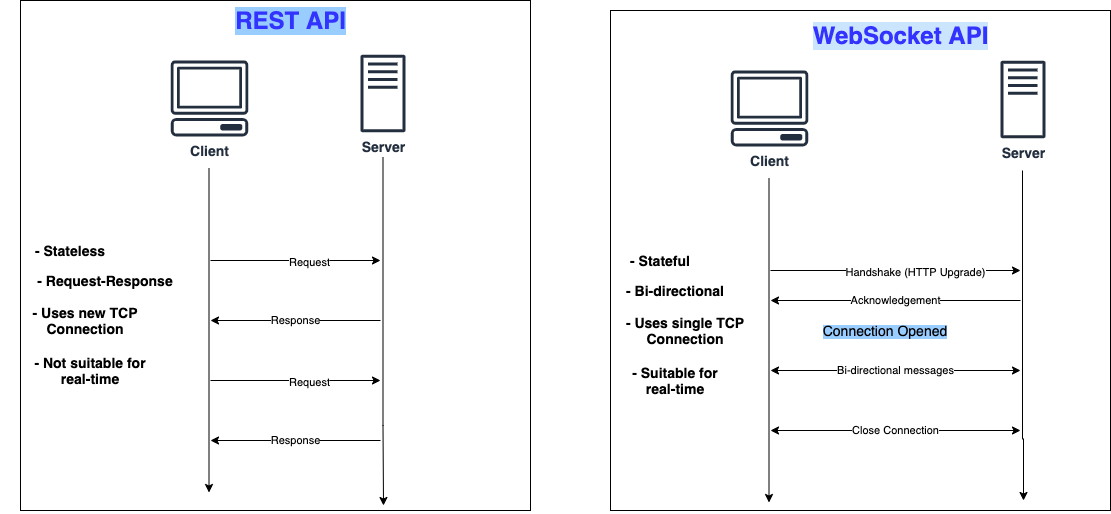 REST API
Client
Server
- Stateless
- Request-Response
- Uses new TCP
Connection
- Not suitable for
real-time
Request
Response
Request
Response
WebSocket API
Client
Server
- Stateful
- Bi-directional
- Uses single TCP
Connection
- Suitable for
real-time
Handshake (HTTP Upgrade)
Acknowledgement
Connection Opened
Bi-directional messages
Close Connection